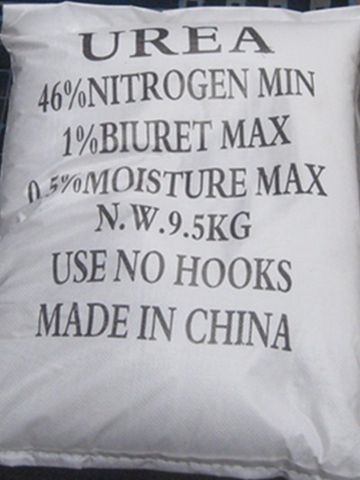 UREA
46%NITROGEN MIN
1%BIURET MAX
0.5%MOISTURE MAX
N.W.9.5KG
USE NO HOOKS
MADE IN CHINA